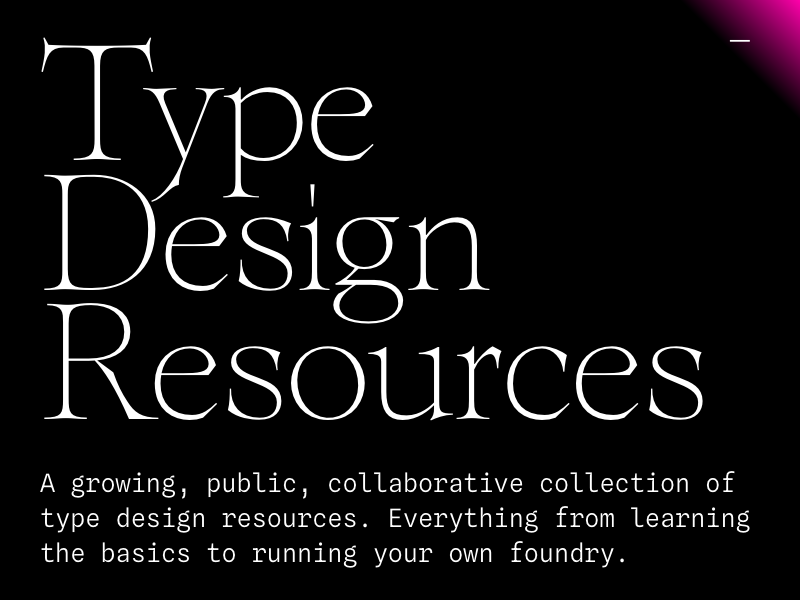 Type
Design
Resources
A growing, public, collaborative collection of
type design resources. Everything from learning
the basics to running your own foundry.